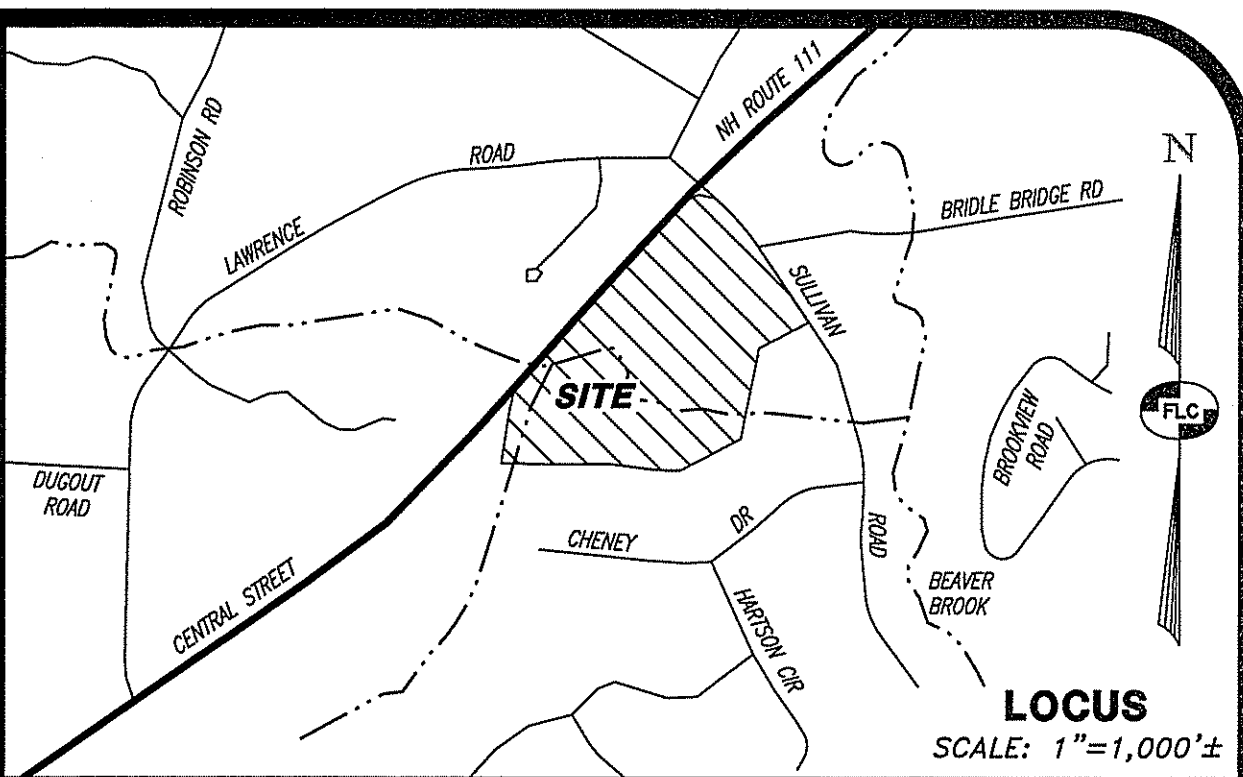 NH ROUTE 111
ROBINSON RD
ROAD
N
LAWRENCE
BRIDLE BRIDGE RD
SULLIVAN
SITE
FLC
BROOKVIEW
ROAD
DUGOUT
ROAD
DR
ROAD
CHENEY
BEAVER
BROOK
CENTRAL STREET
HARTSON CIR
LOCUS
SCALE: 1"=1,000'±